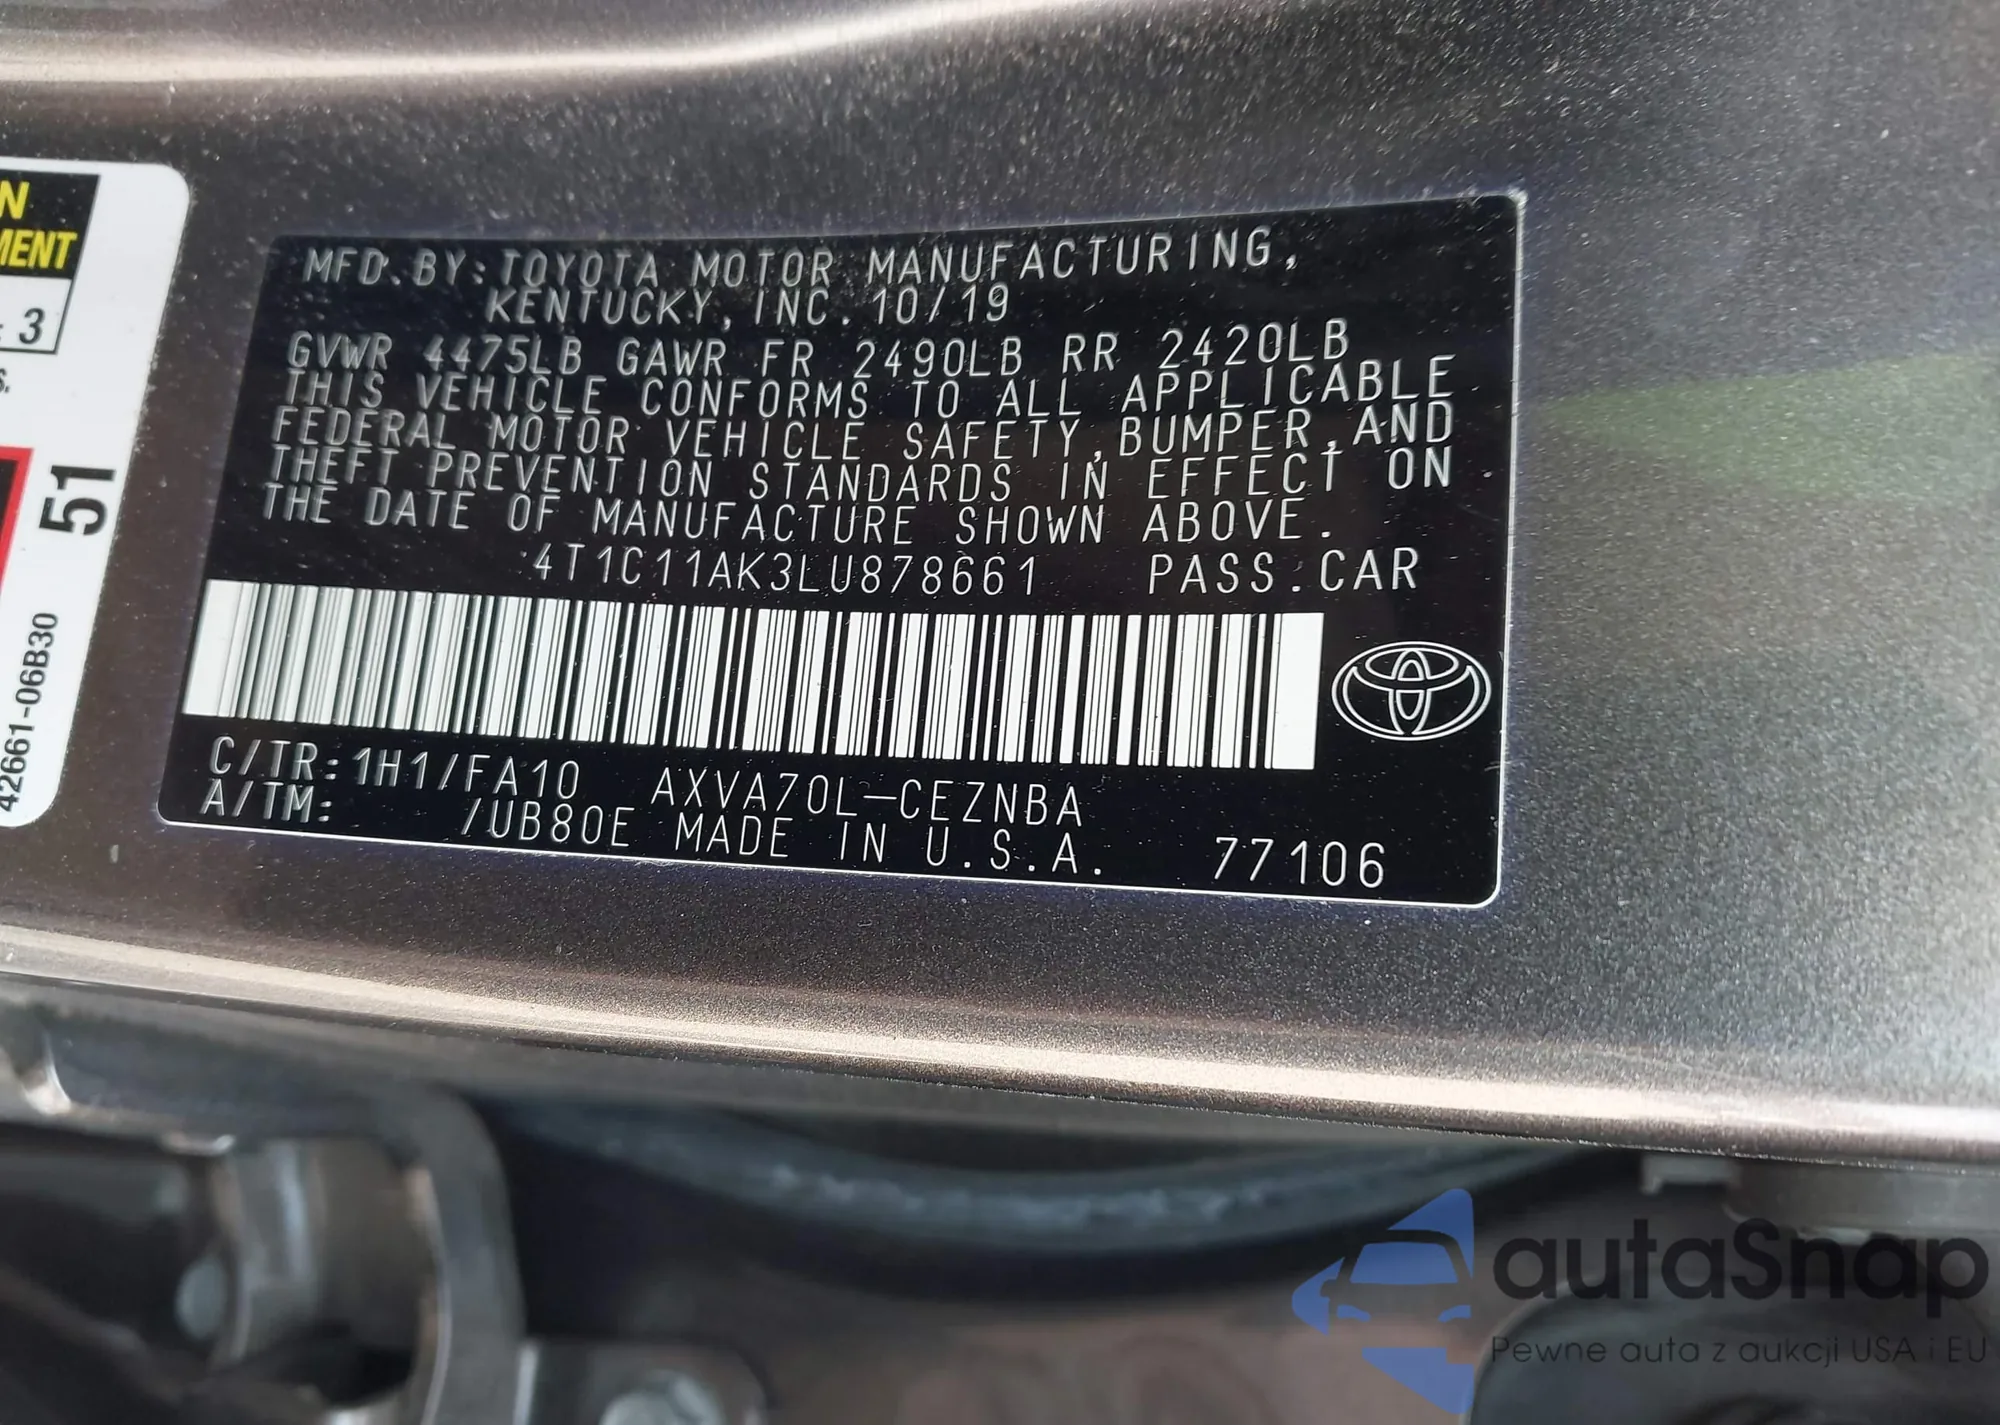 N
MENT
: 3
S.
51
42661-06B30
MFD.BY:TOYOTA MOTOR MANUFACTURING,
KENTUCKY, INC. 10/19
GVWR 4475LB GAWR FR 2490LB RR 2420LB
THIS VEHICLE CONFORMS TO ALL APPLICABLE
FEDERAL MOTOR VEHICLE SAFETY,BUMPER,AND
THEFT PREVENTION STANDARDS IN EFFECT ON
THE DATE OF MANUFACTURE SHOWN ABOVE.
4T1C11AK3LU878661 PASS.CAR
C/TR:1H1/FA10 AXVA70L-CEZNBA
A/TM: /UB80E MADE IN U.S.A. 77106
autaSnap
Pewne auta z aukcji USA i EU